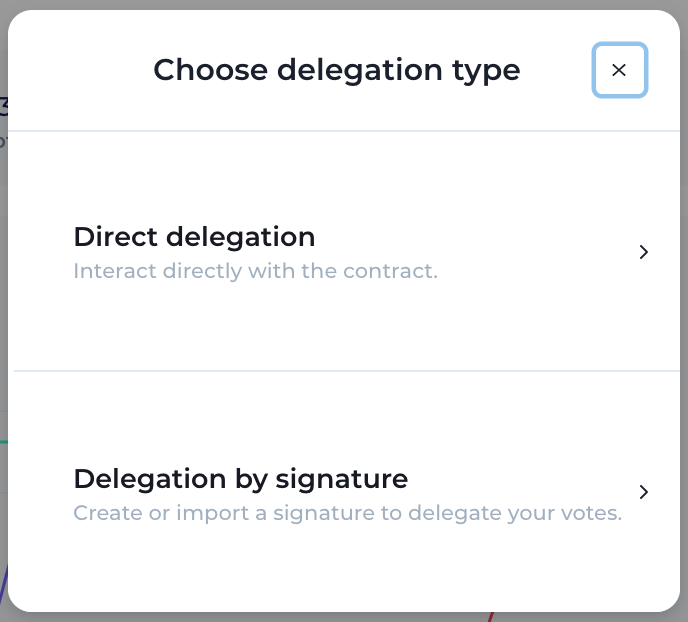 Choose delegation type
Direct delegation
Interact directly with the contract.
Delegation by signature
Create or import a signature to delegate your votes.